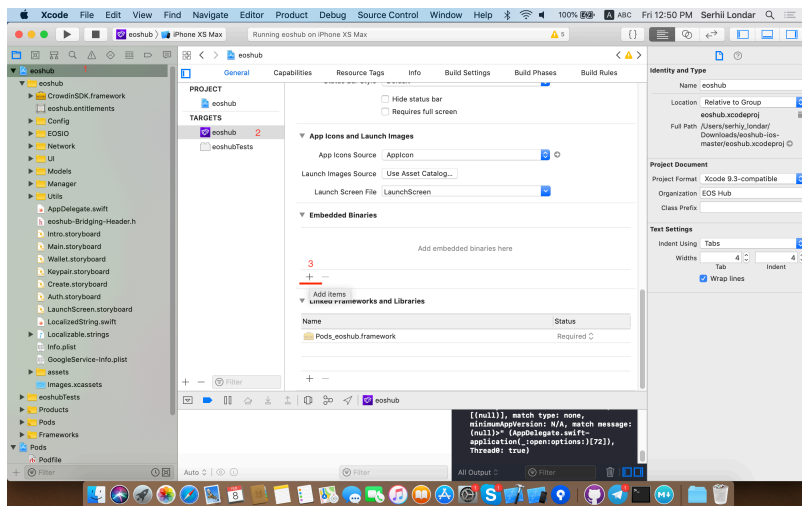 Xcode File Edit View Find Navigate Editor Product Debug Source Control Window Help 100% ABC Fri 12:50 PM Serhii Londar
eoshub iPhone XS Max Running eoshub on iPhone XS Max 5
eoshub
General Capabilities Resource Tags Info Build Settings Build Phases Build Rules
eoshub 1
eoshub
CrowdinSDK.framework
eoshub.entitlements
Config
EOSIO
Network
UI
Models
Manager
Utils
AppDelegate.swift
eoshub-Bridging-Header.h
Intro.storyboard
Main.storyboard
Wallet.storyboard
Keypair.storyboard
Create.storyboard
Auth.storyboard
LaunchScreen.storyboard
LocalizedString.swift
Localizable.strings
Info.plist
GoogleService-Info.plist
assets
Images.xcassets
eoshubTests
Products
Pods
Frameworks
Pods
Podfile
Filter
PROJECT
eoshub
TARGETS
eoshub 2
eoshubTests
Filter
Status Bar Style Default
Hide status bar
Requires full screen
App Icons and Launch Images
App Icons Source AppIcon
Launch Images Source Use Asset Catalog...
Launch Screen File LaunchScreen
Embedded Binaries
Add embedded binaries here
3
Add items
Linked Frameworks and Libraries
Name Status
Pods_eoshub.framework Required
eoshub
[(null)], match type: none,
minimumAppVersion: N/A, match message:
(null)>" (AppDelegate.swift-
application(_:open:options:)[72]),
Thread0: true)
Auto Filter All Output Filter
Identity and Type
Name eoshub
Location Relative to Group
eoshub.xcodeproj
Full Path /Users/serhiy_londar/
Downloads/eoshub-ios-
master/eoshub.xcodeproj
Project Document
Project Format Xcode 9.3-compatible
Organization EOS Hub
Class Prefix
Text Settings
Indent Using Tabs
Widths 4 4
Tab Indent
Wrap lines
8